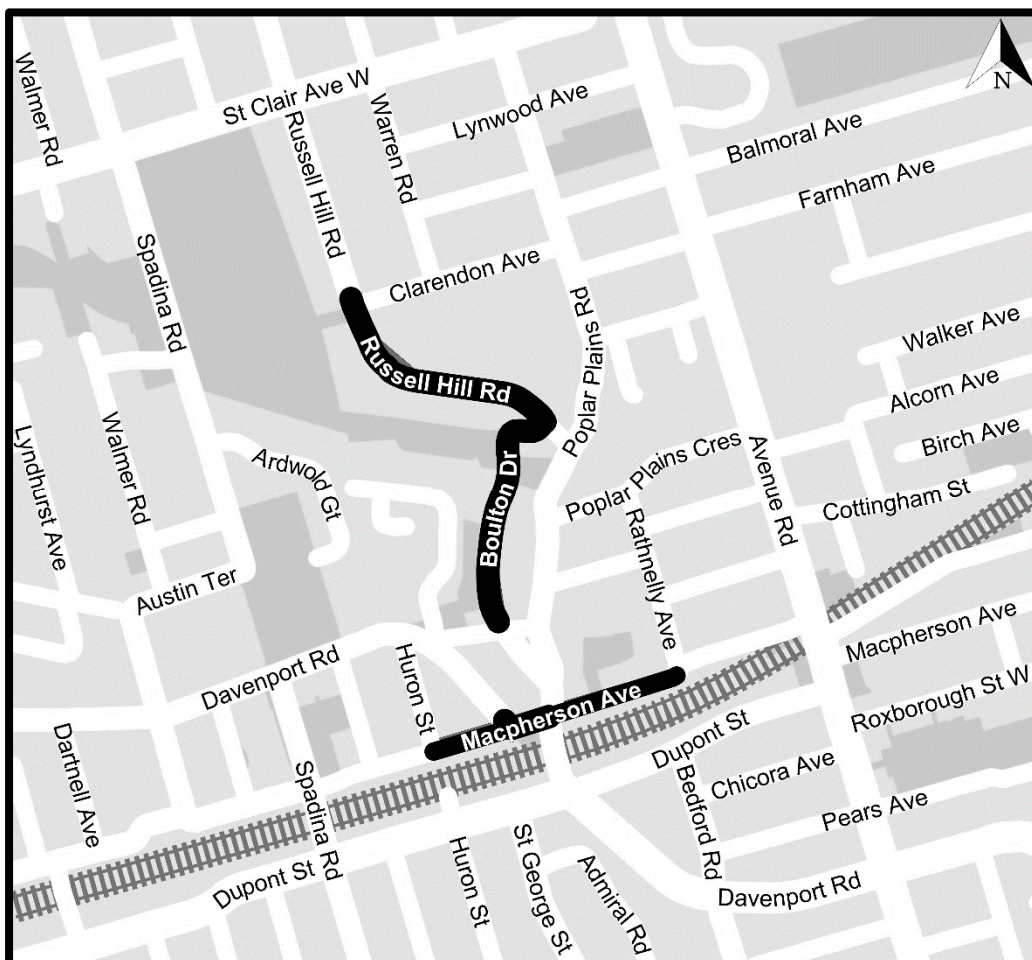 N
Walmer Rd
St Clair Ave W
Russell Hill Rd
Warren Rd
Lynwood Ave
Balmoral Ave
Farnham Ave
Spadina Rd
Clarendon Ave
Poplar Plains Rd
Russell Hill Rd
Walker Ave
Alcorn Ave
Birch Ave
Lyndhurst Ave
Walmer Rd
Ardwold Gt
Boulton Dr
Poplar Plains Cres
Avenue Rd
Cottingham St
Rathnelly Ave
Austin Ter
Davenport Rd
Huron St
Macpherson Ave
Macpherson Ave
Roxborough St W
Dupont St
Dartnell Ave
Spadina Rd
Bedford Rd
Chicora Ave
Pears Ave
Dupont St
Huron St
St George St
Admiral Rd
Davenport Rd